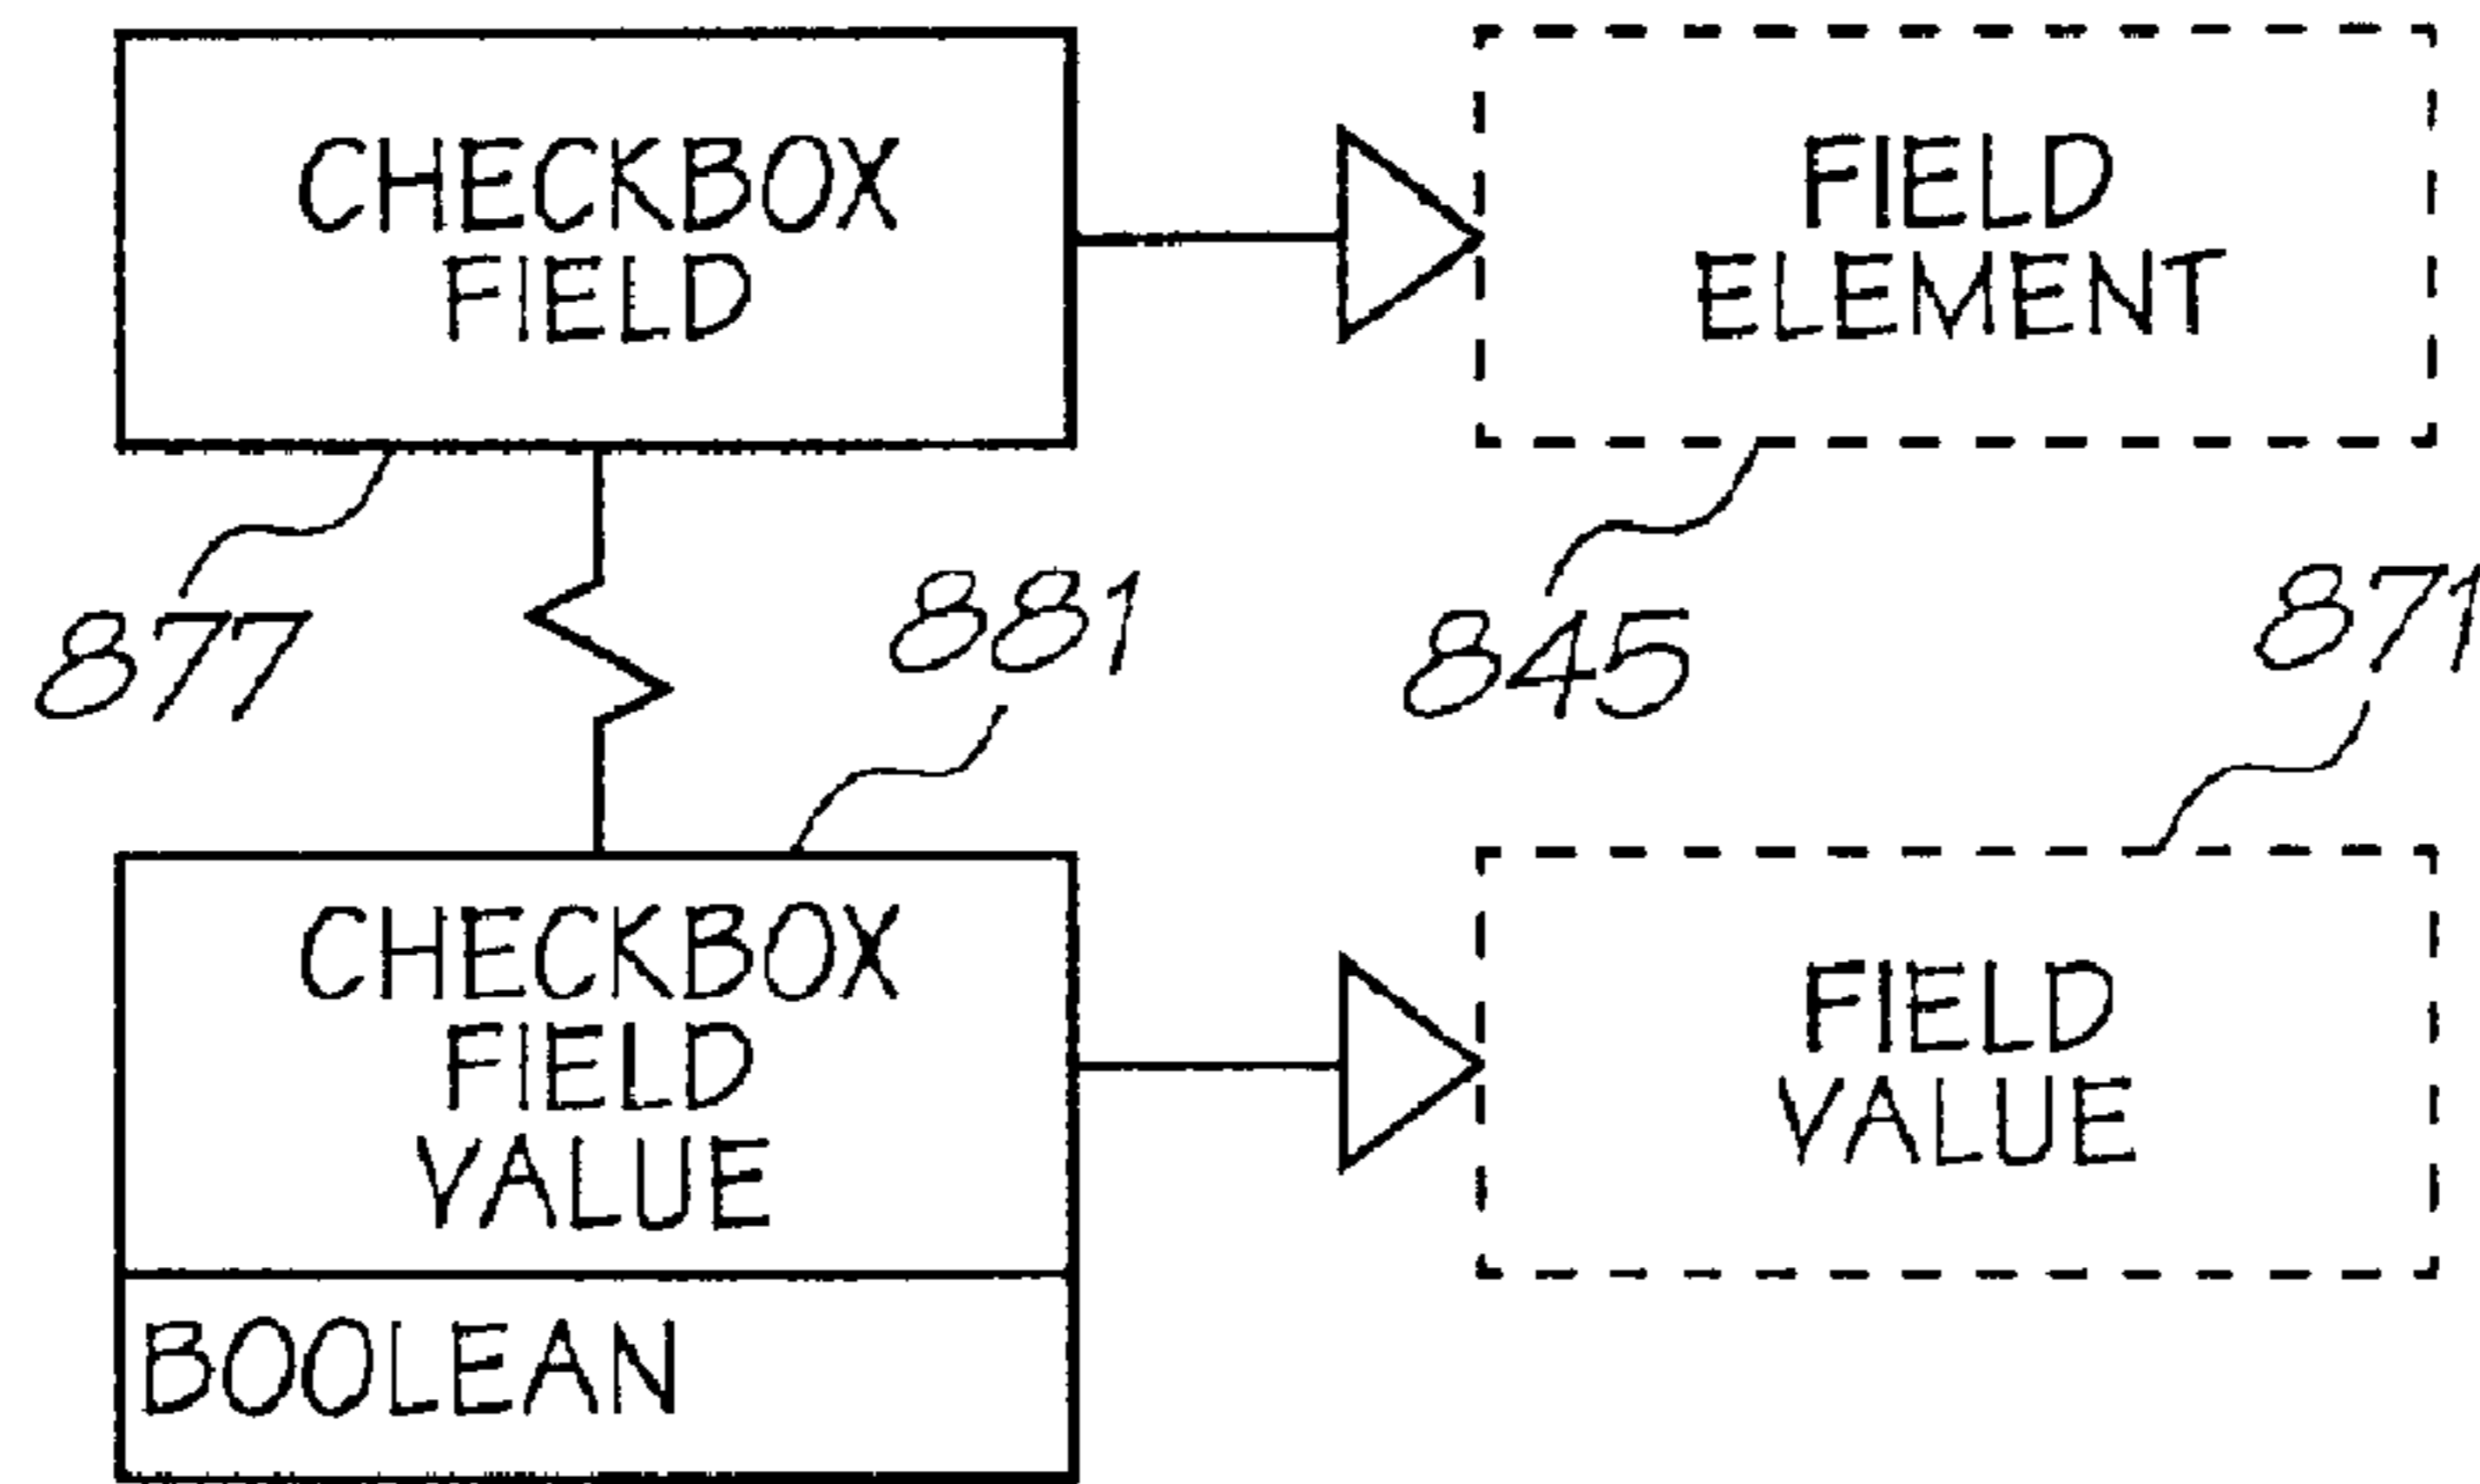 CHECKBOX
FIELD
FIELD
ELEMENT
877
881
845
871
CHECKBOX
FIELD
VALUE
FIELD
VALUE
BOOLEAN